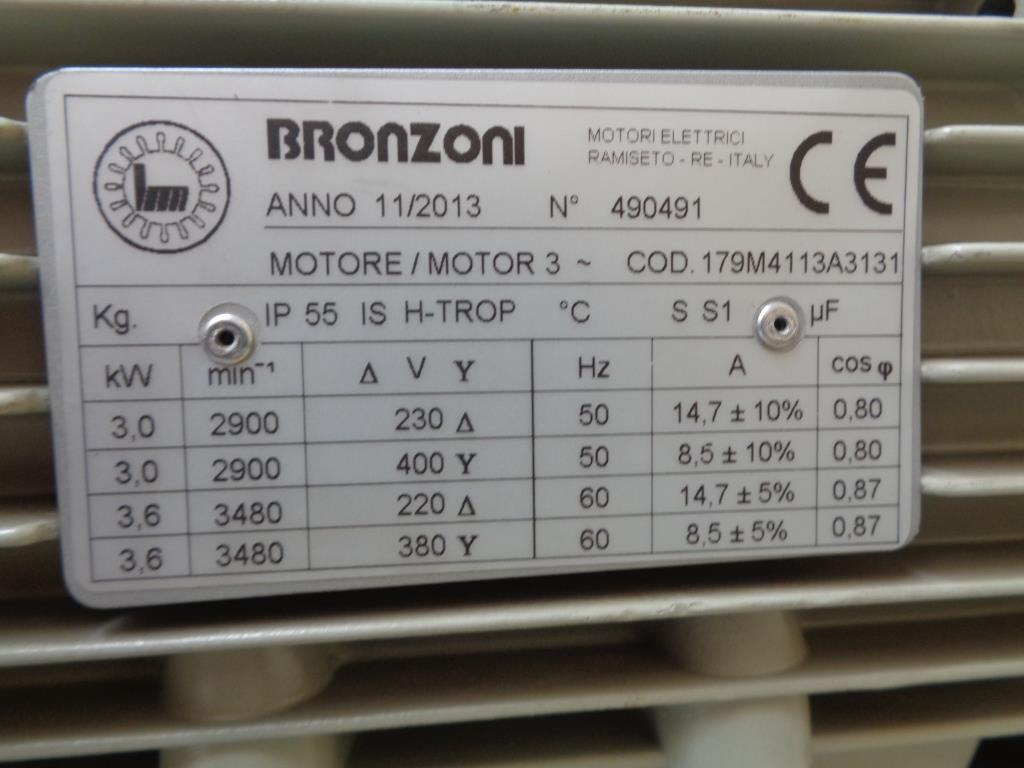 bm
BRONZONI
MOTORI ELETTRICI
RAMISETO - RE - ITALY
CE
ANNO 11/2013 N° 490491
MOTORE / MOTOR 3 ~ COD. 179M4113A3131
Kg. IP 55 IS H-TROP °C S S1 µF
kW min⁻¹ Δ V Y Hz A cos φ
3,0 2900 230 Δ 50 14,7 ± 10% 0,80
3,0 2900 400 Y 50 8,5 ± 10% 0,80
3,6 3480 220 Δ 60 14,7 ± 5% 0,87
3,6 3480 380 Y 60 8,5 ± 5% 0,87